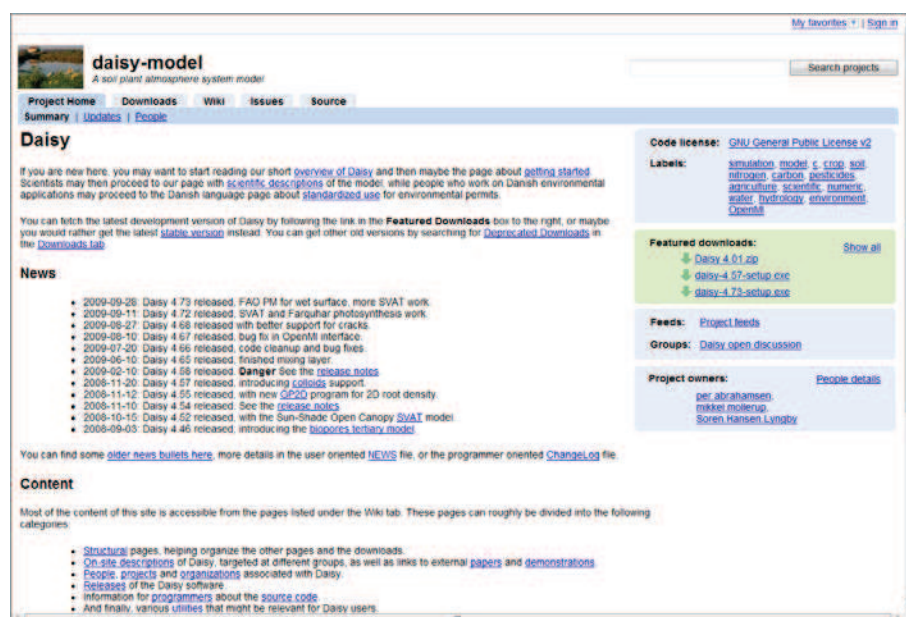 My favorites ▼ | Sign in
daisy-model
A soil plant atmosphere system model
Search projects
Project Home Downloads Wiki Issues Source
Summary | Updates | People
Daisy
If you are new here, you may want to start reading our short overview of Daisy and then maybe the page about getting started
Scientists may then proceed to our page with scientific descriptions of the model, while people who work on Danish environmental
applications may proceed to the Danish language page about standardized use for environmental permits.
You can fetch the latest development version of Daisy by following the link in the Featured Downloads box to the right, or maybe
you would rather get the latest stable version instead. You can get other old versions by searching for Deprecated Downloads in
the Downloads tab.
News
• 2009-09-28: Daisy 4.73 released, FAO PM for wet surface, more SVAT work.
• 2009-09-11: Daisy 4.72 released, SVAT and Farquhar photosynthesis work.
• 2009-08-27: Daisy 4.68 released with better support for cracks.
• 2009-08-10: Daisy 4.67 released, bug fix in OpenMI interface.
• 2009-07-20: Daisy 4.66 released, code cleanup and bug fixes.
• 2009-06-10: Daisy 4.65 released, finished mixing layer.
• 2009-02-10: Daisy 4.58 released. Danger See the release notes.
• 2008-11-20: Daisy 4.57 released, introducing colloids support.
• 2008-11-12: Daisy 4.55 released, with new GP2D program for 2D root density.
• 2008-11-10: Daisy 4.54 released. See the release notes
• 2008-10-15: Daisy 4.52 released, with the Sun-Shade Open Canopy SVAT model.
• 2008-09-03: Daisy 4.46 released, introducing the biopores tertiary model.
You can find some older news bullets here, more details in the user oriented NEWS file, or the programmer oriented ChangeLog file.
Content
Most of the content of this site is accessible from the pages listed under the Wiki tab. These pages can roughly be divided into the following
categories:
• Structural pages, helping organize the other pages and the downloads.
• On-site descriptions of Daisy, targeted at different groups, as well as links to external papers and demonstrations.
• People, projects and organizations associated with Daisy.
• Releases of the Daisy software.
• Information for programmers about the source code.
• And finally, various utilities that might be relevant for Daisy users.
Code license: GNU General Public License v2
Labels: simulation, model, c, crop, soil,
nitrogen, carbon, pesticides,
agriculture, scientific, numeric,
water, hydrology, environment,
OpenMI
Featured downloads: Show all
Daisy 4.01.zip
daisy-4.57-setup.exe
daisy-4.73-setup.exe
Feeds: Project feeds
Groups: Daisy open discussion
Project owners: People details
per.abrahamsen,
mikkel.mollerup,
Soren.Hansen.Lyngby